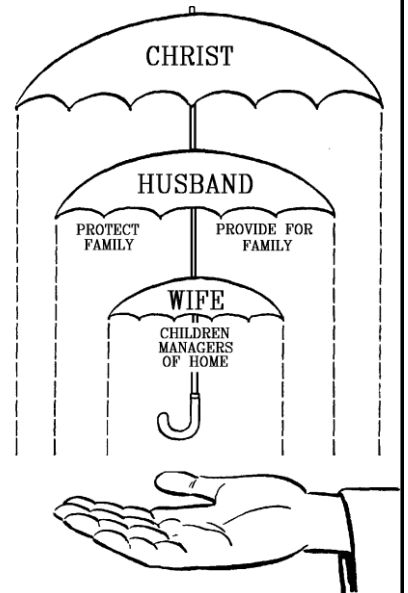 CHRIST
HUSBAND
PROTECT
FAMILY
PROVIDE FOR
FAMILY
WIFE
CHILDREN
MANAGERS
OF HOME